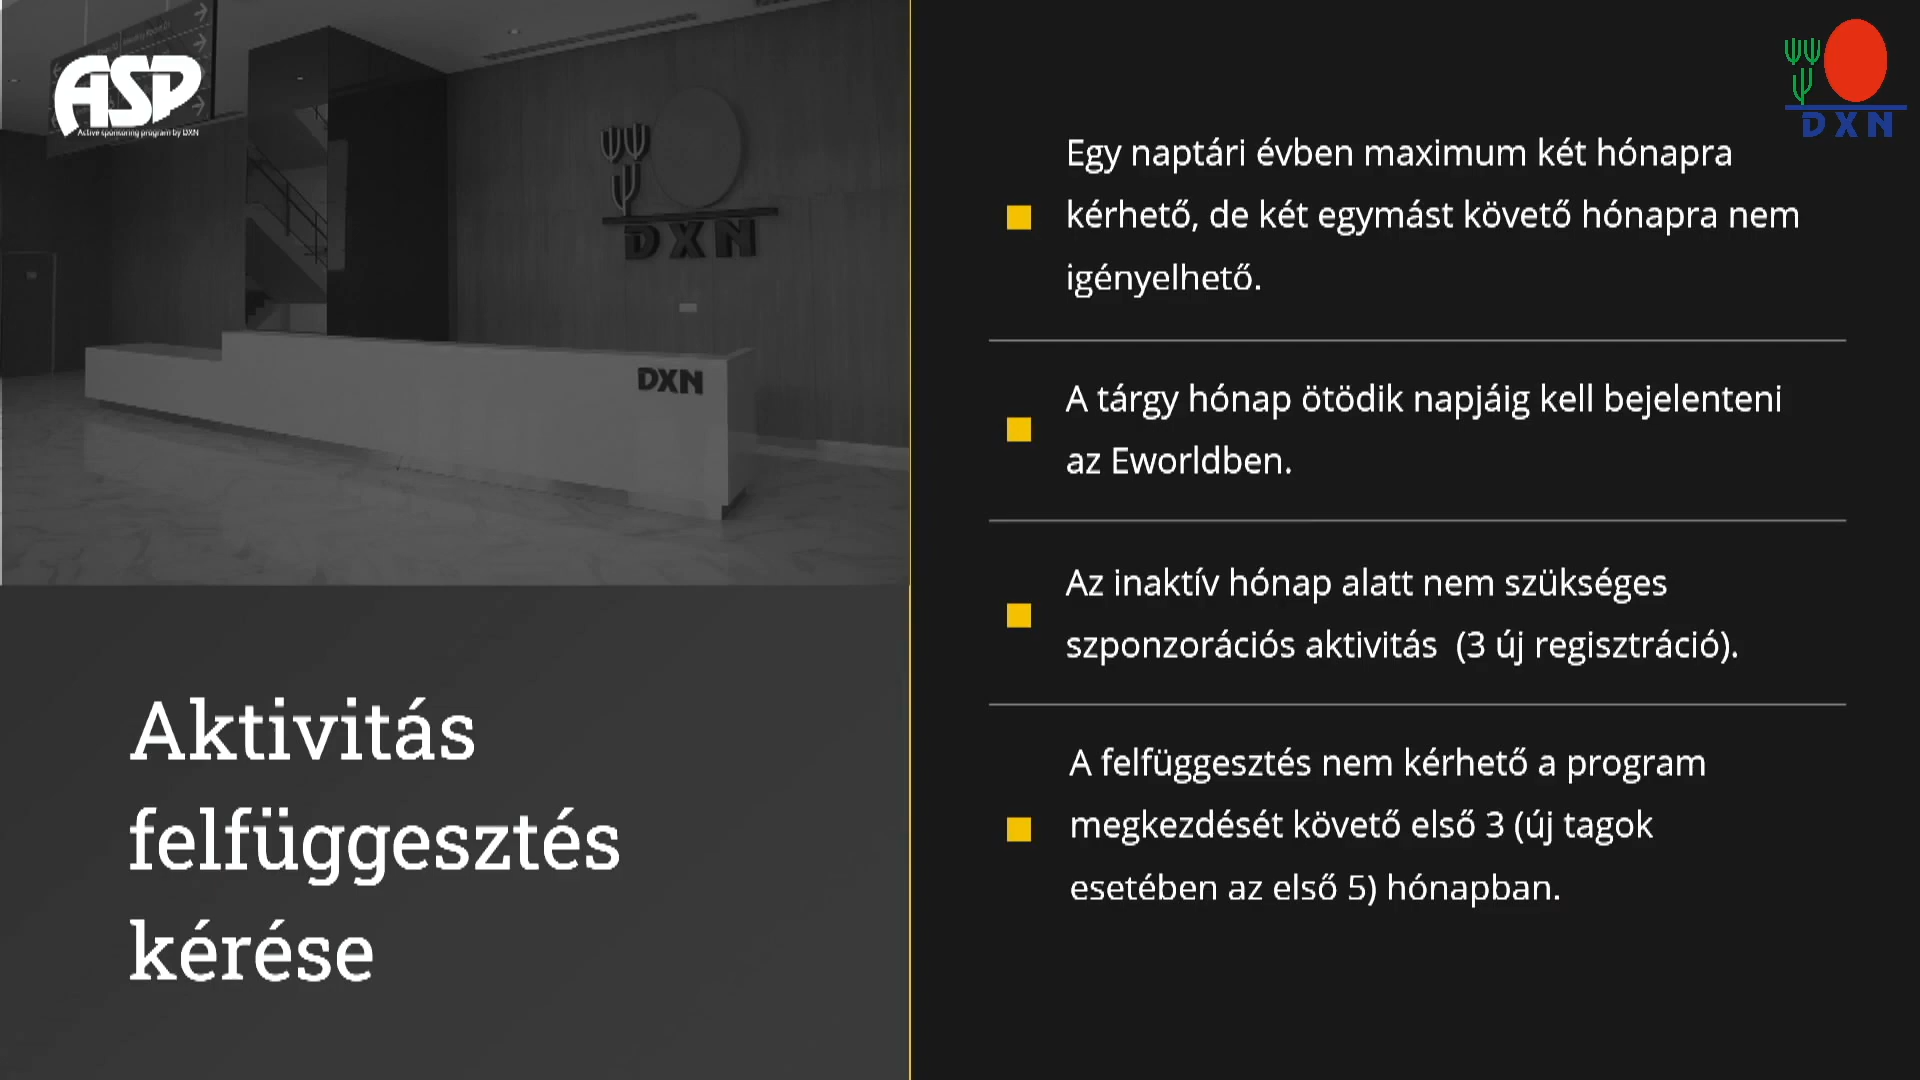 ASP
Active sponsoring program by DXN
DXN
DXN
Aktivitás
felfüggesztés
kérése
DXN
Egy naptári évben maximum két hónapra
kérhető, de két egymást követő hónapra nem
igényelhető.
A tárgy hónap ötödik napjáig kell bejelenteni
az Eworldben.
Az inaktív hónap alatt nem szükséges
szponzorációs aktivitás (3 új regisztráció).
A felfüggesztés nem kérhető a program
megkezdését követő első 3 (új tagok
esetében az első 5) hónapban.